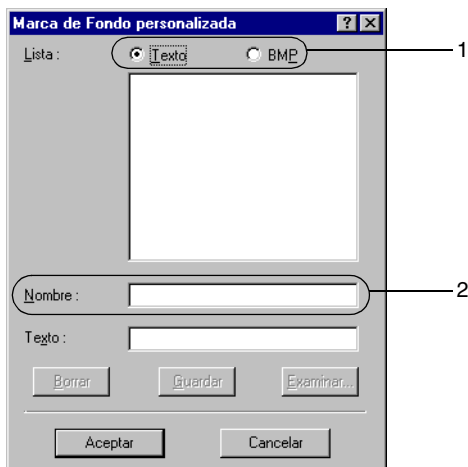 Marca de Fondo personalizada ? ×
Lista : Texto BMP 1
Nombre : 2
Texto :
Borrar Guardar Examinar...
Aceptar Cancelar